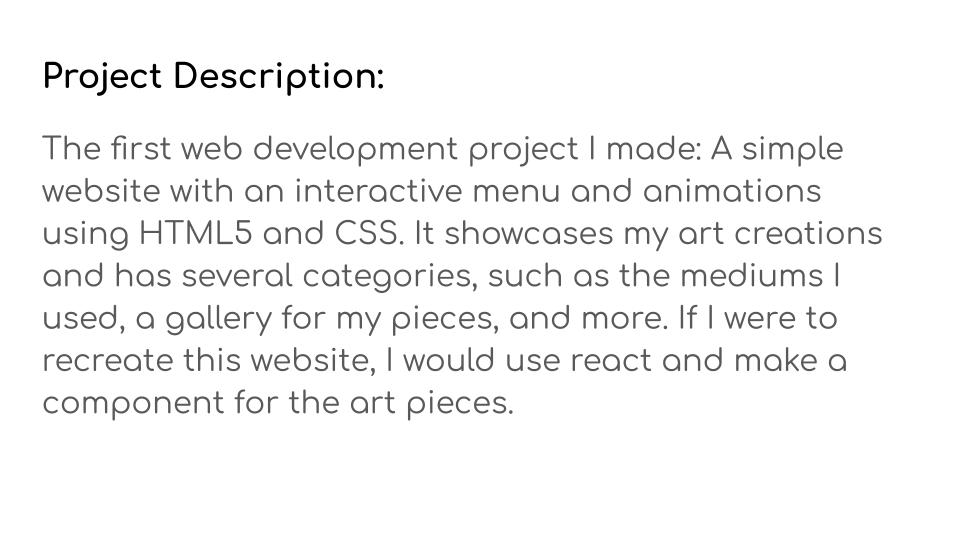 Project Description:
The first web development project I made: A simple
website with an interactive menu and animations
using HTML5 and CSS. It showcases my art creations
and has several categories, such as the mediums I
used, a gallery for my pieces, and more. If I were to
recreate this website, I would use react and make a
component for the art pieces.